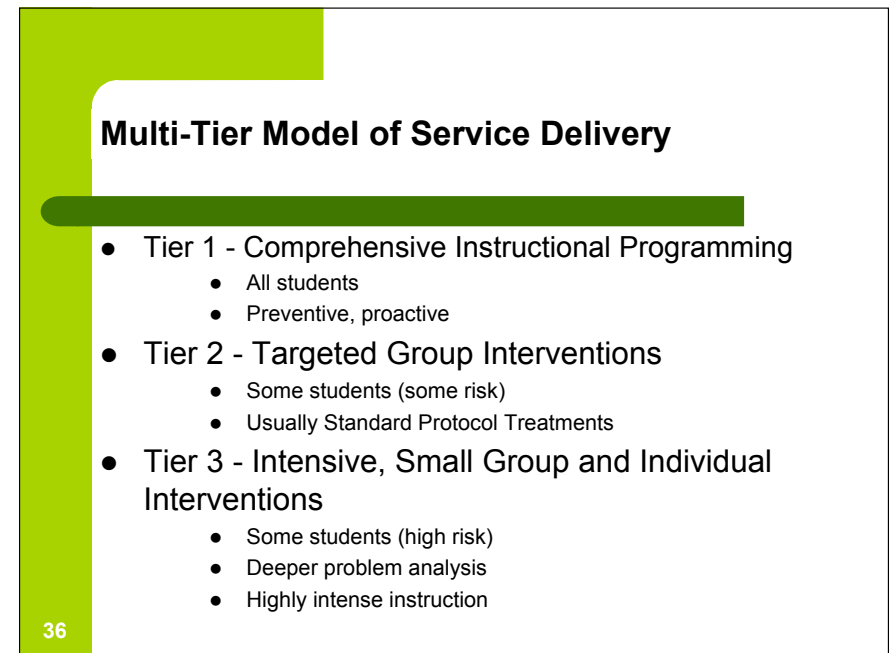 Multi-Tier Model of Service Delivery
● Tier 1 - Comprehensive Instructional Programming
● All students
● Preventive, proactive
● Tier 2 - Targeted Group Interventions
● Some students (some risk)
● Usually Standard Protocol Treatments
● Tier 3 - Intensive, Small Group and Individual
Interventions
● Some students (high risk)
● Deeper problem analysis
● Highly intense instruction
36